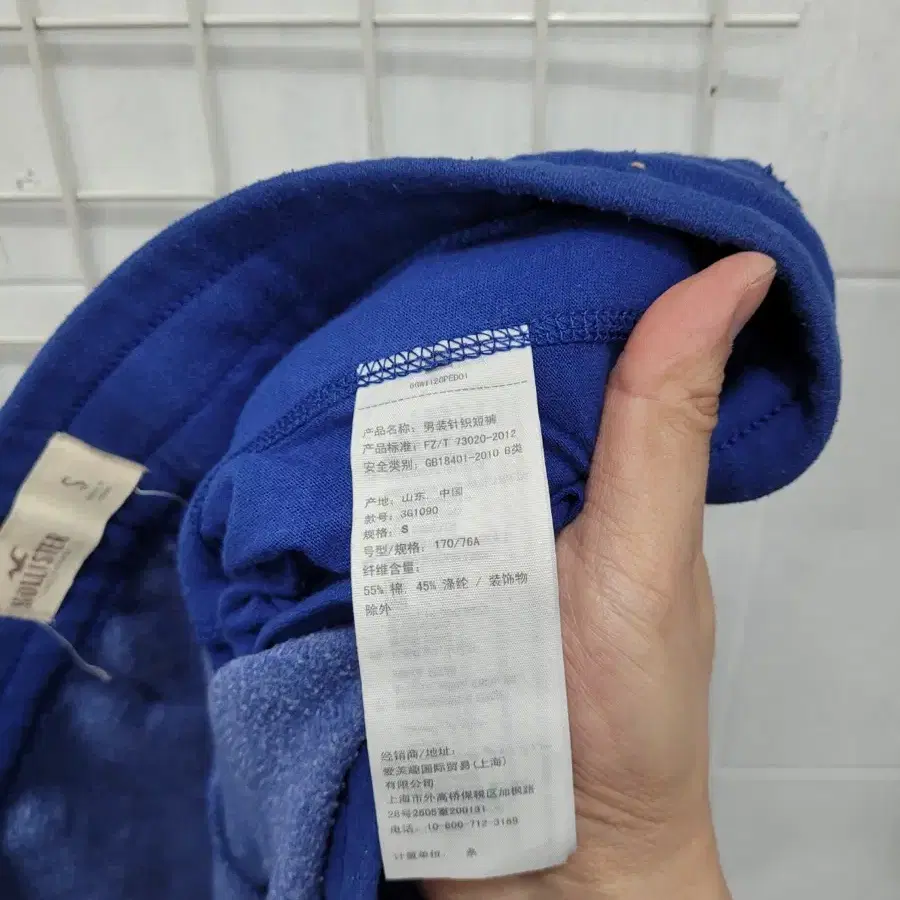 产品名称: 男装针织短裤
产品标准: FZ/T 73020-2012
安全类别: GB18401-2010 B类
产地: 山东, 中国
款号: 3G1090
规格: S
号型/规格: 170/76A
纤维含量:
55% 棉, 45% 涤纶 / 装饰物
除外
经销商/地址:
爱芙趣国际贸易(上海)
有限公司
上海市外高桥保税区加枫路
28号2605室200131
电话: 10-800-712-3169
计量单位: 条
S
HOLLISTER